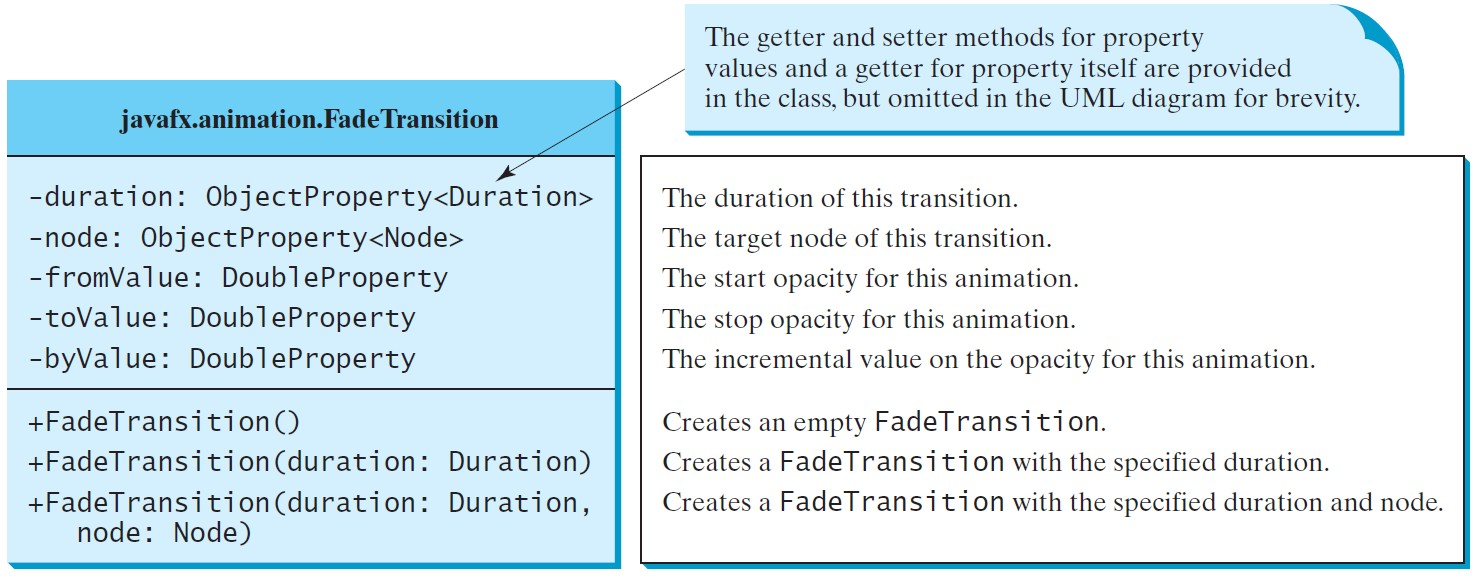 The getter and setter methods for property
values and a getter for property itself are provided
in the class, but omitted in the UML diagram for brevity.
javafx.animation.FadeTransition
-duration: ObjectProperty<Duration>
-node: ObjectProperty<Node>
-fromValue: DoubleProperty
-toValue: DoubleProperty
-byValue: DoubleProperty
+FadeTransition()
+FadeTransition(duration: Duration)
+FadeTransition(duration: Duration,
node: Node)
The duration of this transition.
The target node of this transition.
The start opacity for this animation.
The stop opacity for this animation.
The incremental value on the opacity for this animation.
Creates an empty FadeTransition.
Creates a FadeTransition with the specified duration.
Creates a FadeTransition with the specified duration and node.